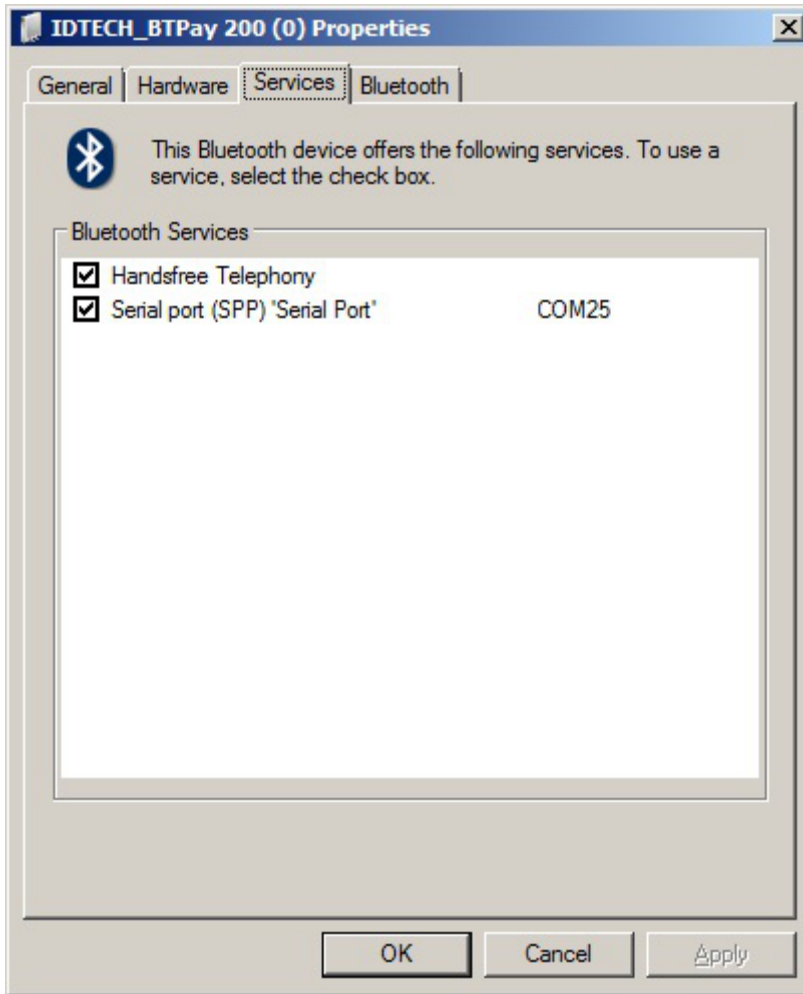 IDTECH_BTPay 200 (0) Properties
General Hardware Services Bluetooth
This Bluetooth device offers the following services. To use a
service, select the check box.
Bluetooth Services
Handsfree Telephony
Serial port (SPP) 'Serial Port' COM25
OK Cancel Apply